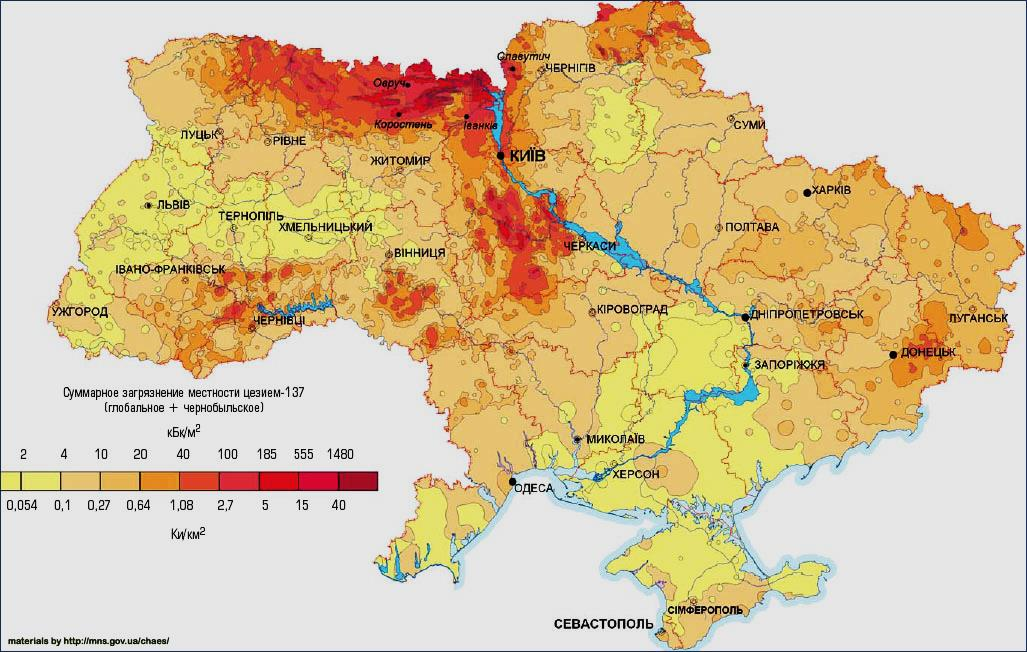 Славутич
ЧЕРНІГІВ
Овруч
Коростень
Іванків
СУМИ
ЛУЦЬК
РІВНЕ
ЖИТОМИР
КИЇВ
ХАРКІВ
ЛЬВІВ
ТЕРНОПІЛЬ
ХМЕЛЬНИЦЬКИЙ
ПОЛТАВА
ЧЕРКАСИ
ВІННИЦЯ
ІВАНО-ФРАНКІВСЬК
УЖГОРОД
ЧЕРНІВЦІ
КІРОВОГРАД
ДНІПРОПЕТРОВСЬК
ЛУГАНСЬК
ДОНЕЦЬК
ЗАПОРІЖЖЯ
Суммарное загрязнение местности цезием-137
(глобальное + чернобыльское)
кБк/м²
2 4 10 20 40 100 185 555 1480
0,054 0,1 0,27 0,64 1,08 2,7 5 15 40
Ки/км²
МИКОЛАЇВ
ХЕРСОН
ОДЕСА
СІМФЕРОПОЛЬ
СЕВАСТОПОЛЬ
materials by http://mns.gov.ua/chaes/